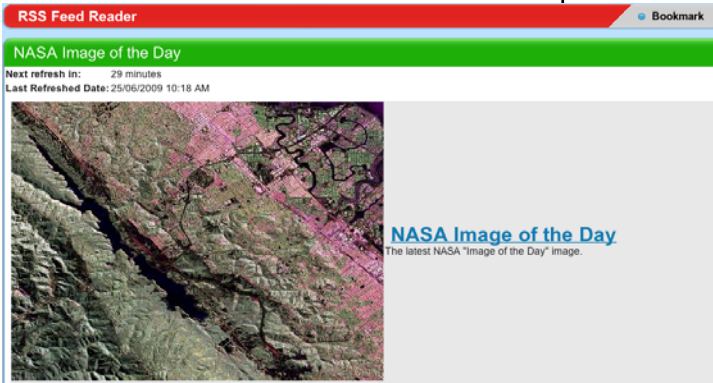 RSS Feed Reader
Bookmark
NASA Image of the Day
Next refresh in: 29 minutes
Last Refreshed Date: 25/06/2009 10:18 AM
NASA Image of the Day
The latest NASA "Image of the Day" image.